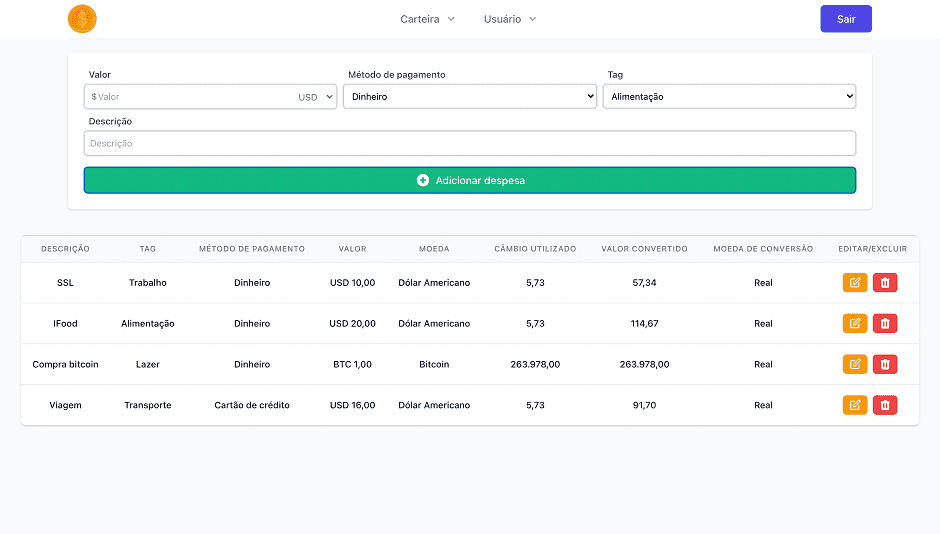 Carteira Usuário Sair
Valor Método de pagamento Tag
$ Valor USD Dinheiro Alimentação
Descrição
Descrição
Adicionar despesa
DESCRIÇÃO TAG MÉTODO DE PAGAMENTO VALOR MOEDA CÂMBIO UTILIZADO VALOR CONVERTIDO MOEDA DE CONVERSÃO EDITAR/EXCLUIR
SSL Trabalho Dinheiro USD 10,00 Dólar Americano 5,73 57,34 Real
IFood Alimentação Dinheiro USD 20,00 Dólar Americano 5,73 114,67 Real
Compra bitcoin Lazer Dinheiro BTC 1,00 Bitcoin 263.978,00 263.978,00 Real
Viagem Transporte Cartão de crédito USD 16,00 Dólar Americano 5,73 91,70 Real